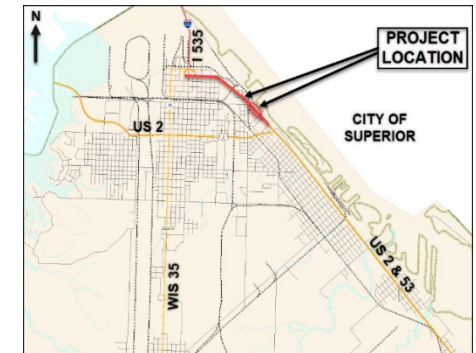 N
I 535
PROJECT
LOCATION
CITY OF
SUPERIOR
US 2
WIS 35
US 2 & 53